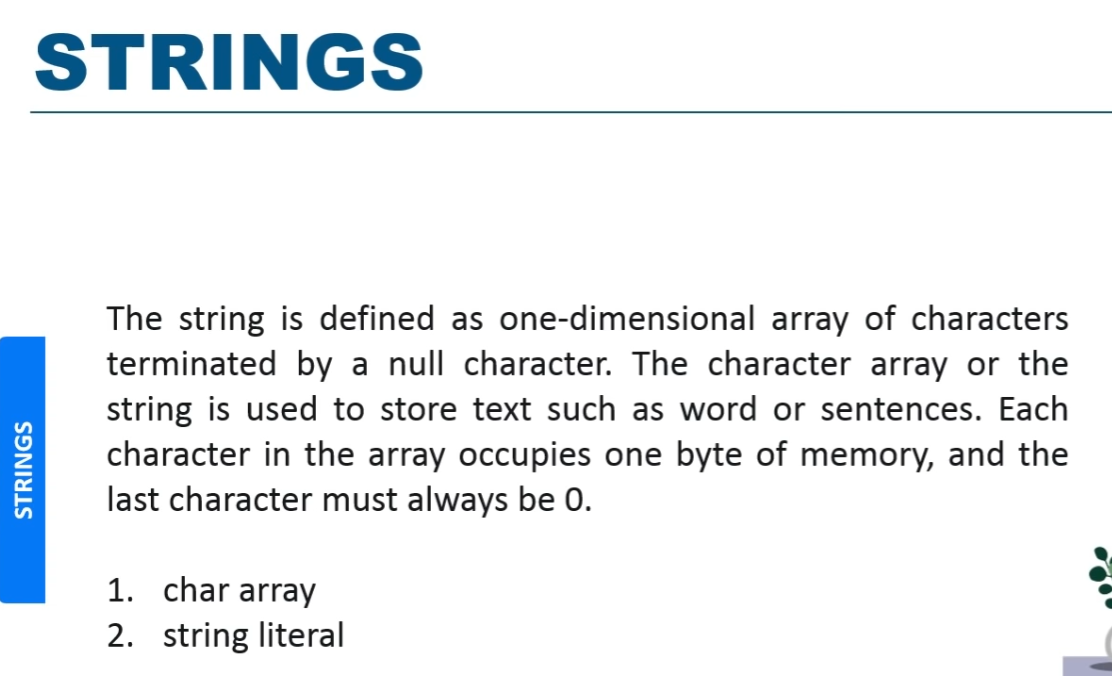 STRINGS
The string is defined as one-dimensional array of characters
terminated by a null character. The character array or the
string is used to store text such as word or sentences. Each
character in the array occupies one byte of memory, and the
last character must always be 0.
1. char array
2. string literal
STRINGS